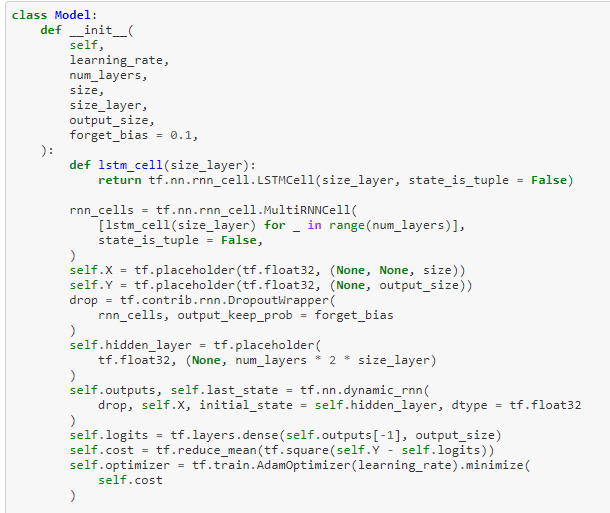 class Model:
    def __init__(
        self,
        learning_rate,
        num_layers,
        size,
        size_layer,
        output_size,
        forget_bias = 0.1,
    ):
        def lstm_cell(size_layer):
            return tf.nn.rnn_cell.LSTMCell(size_layer, state_is_tuple = False)

        rnn_cells = tf.nn.rnn_cell.MultiRNNCell(
            [lstm_cell(size_layer) for _ in range(num_layers)],
            state_is_tuple = False,
        )
        self.X = tf.placeholder(tf.float32, (None, None, size))
        self.Y = tf.placeholder(tf.float32, (None, output_size))
        drop = tf.contrib.rnn.DropoutWrapper(
            rnn_cells, output_keep_prob = forget_bias
        )
        self.hidden_layer = tf.placeholder(
            tf.float32, (None, num_layers * 2 * size_layer)
        )
        self.outputs, self.last_state = tf.nn.dynamic_rnn(
            drop, self.X, initial_state = self.hidden_layer, dtype = tf.float32
        )
        self.logits = tf.layers.dense(self.outputs[-1], output_size)
        self.cost = tf.reduce_mean(tf.square(self.Y - self.logits))
        self.optimizer = tf.train.AdamOptimizer(learning_rate).minimize(
            self.cost
        )